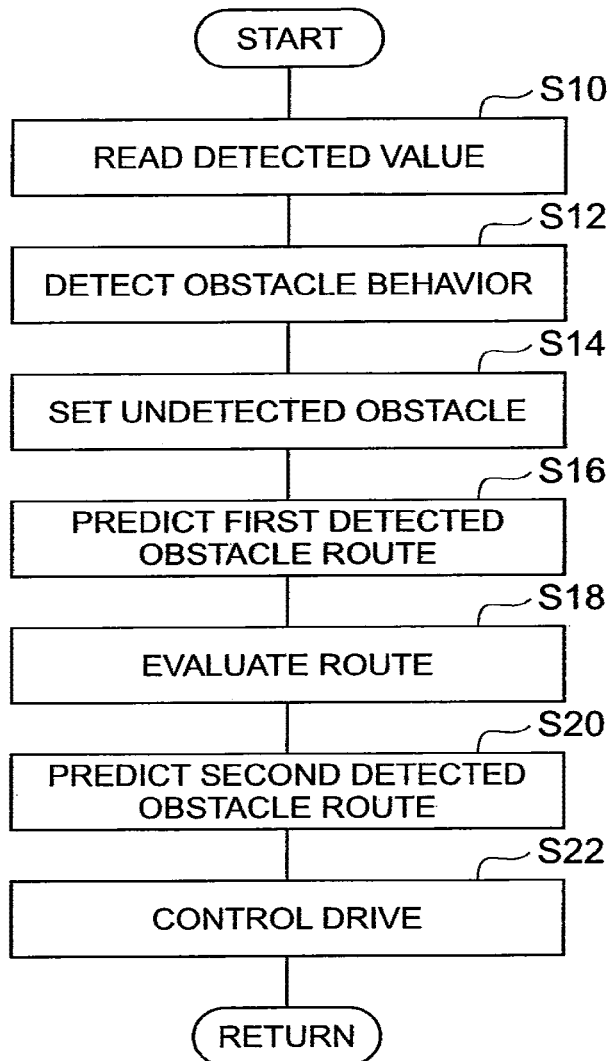 START
S10
READ DETECTED VALUE
S12
DETECT OBSTACLE BEHAVIOR
S14
SET UNDETECTED OBSTACLE
S16
PREDICT FIRST DETECTED
OBSTACLE ROUTE
S18
EVALUATE ROUTE
S20
PREDICT SECOND DETECTED
OBSTACLE ROUTE
S22
CONTROL DRIVE
RETURN